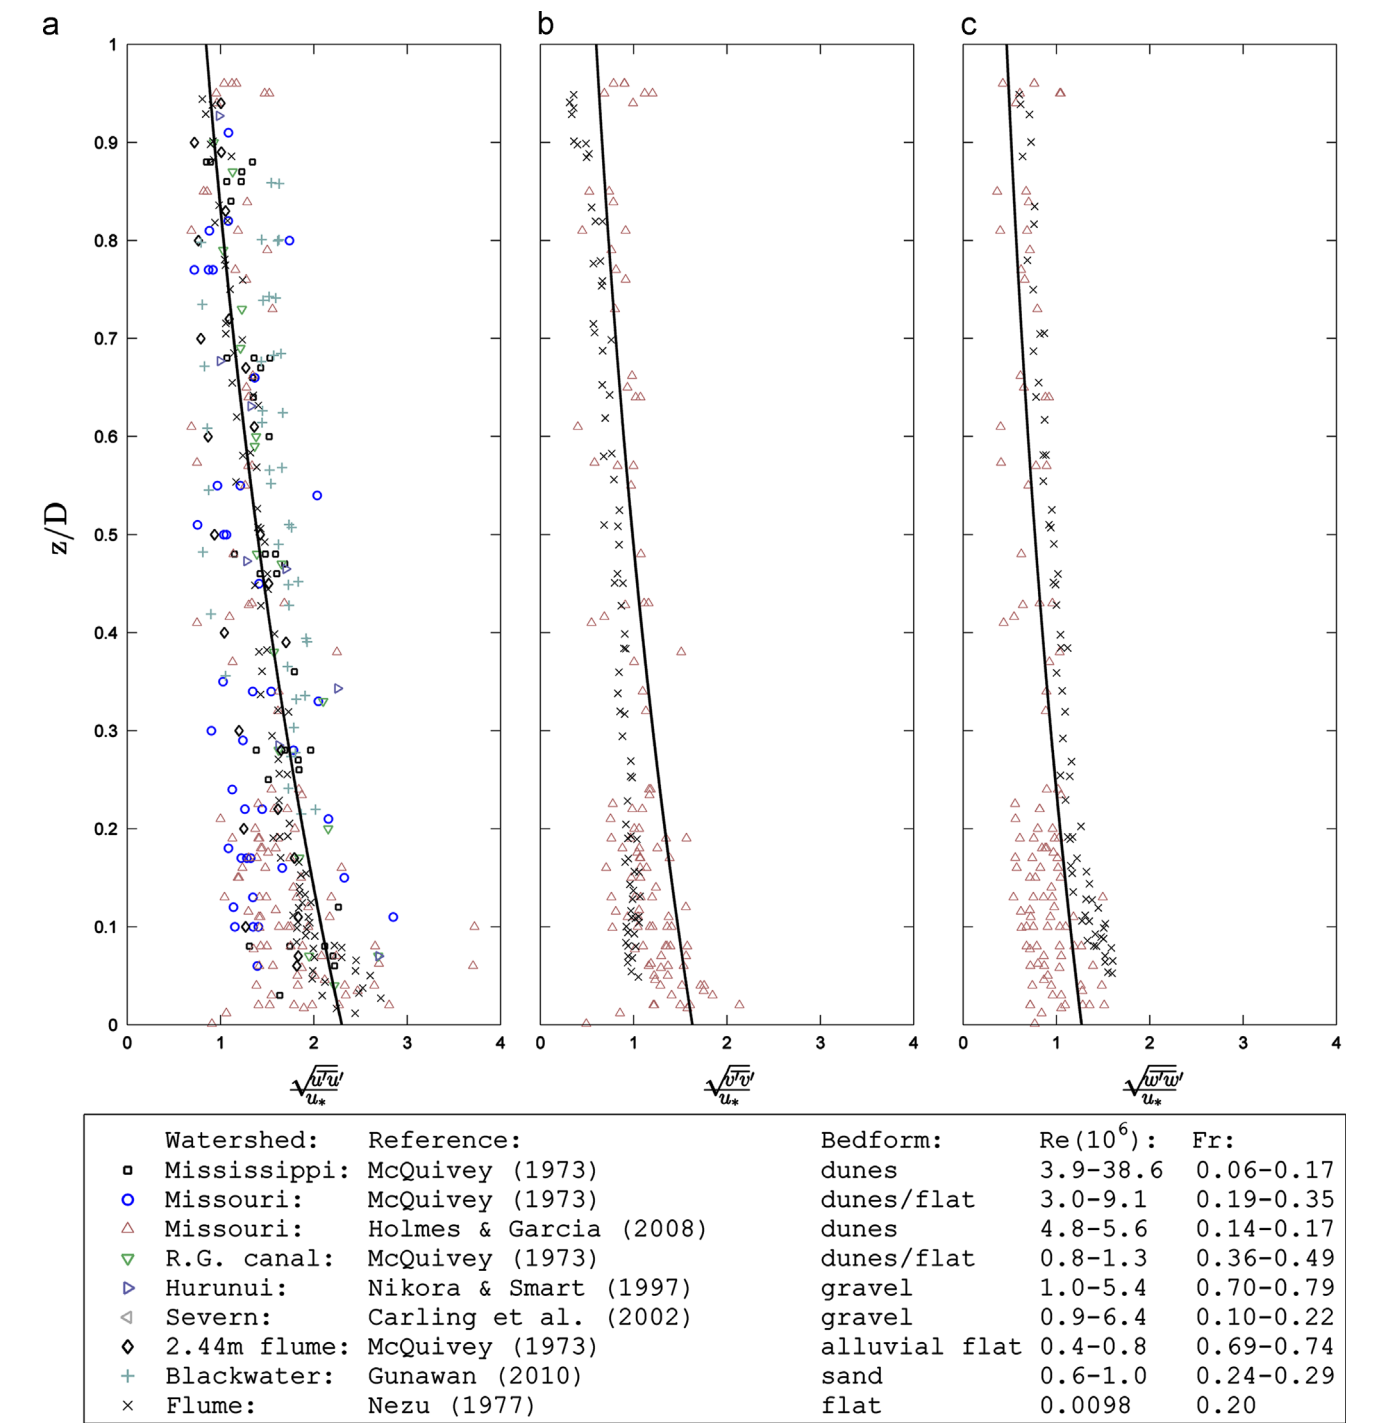 a b c
1
0.9
0.8
0.7
0.6
0.5
0.4
0.3
0.2
0.1
0
z/D
0 1 2 3 4 0 1 2 3 4 0 1 2 3 4
√u′u′ / u* √v′v′ / u* √w′w′ / u*
Watershed: Reference: Bedform: Re(10^6): Fr:
Mississippi: McQuivey (1973) dunes 3.9-38.6 0.06-0.17
Missouri: McQuivey (1973) dunes/flat 3.0-9.1 0.19-0.35
Missouri: Holmes & Garcia (2008) dunes 4.8-5.6 0.14-0.17
R.G. canal: McQuivey (1973) dunes/flat 0.8-1.3 0.36-0.49
Hurunui: Nikora & Smart (1997) gravel 1.0-5.4 0.70-0.79
Severn: Carling et al. (2002) gravel 0.9-6.4 0.10-0.22
2.44m flume: McQuivey (1973) alluvial flat 0.4-0.8 0.69-0.74
Blackwater: Gunawan (2010) sand 0.6-1.0 0.24-0.29
Flume: Nezu (1977) flat 0.0098 0.20